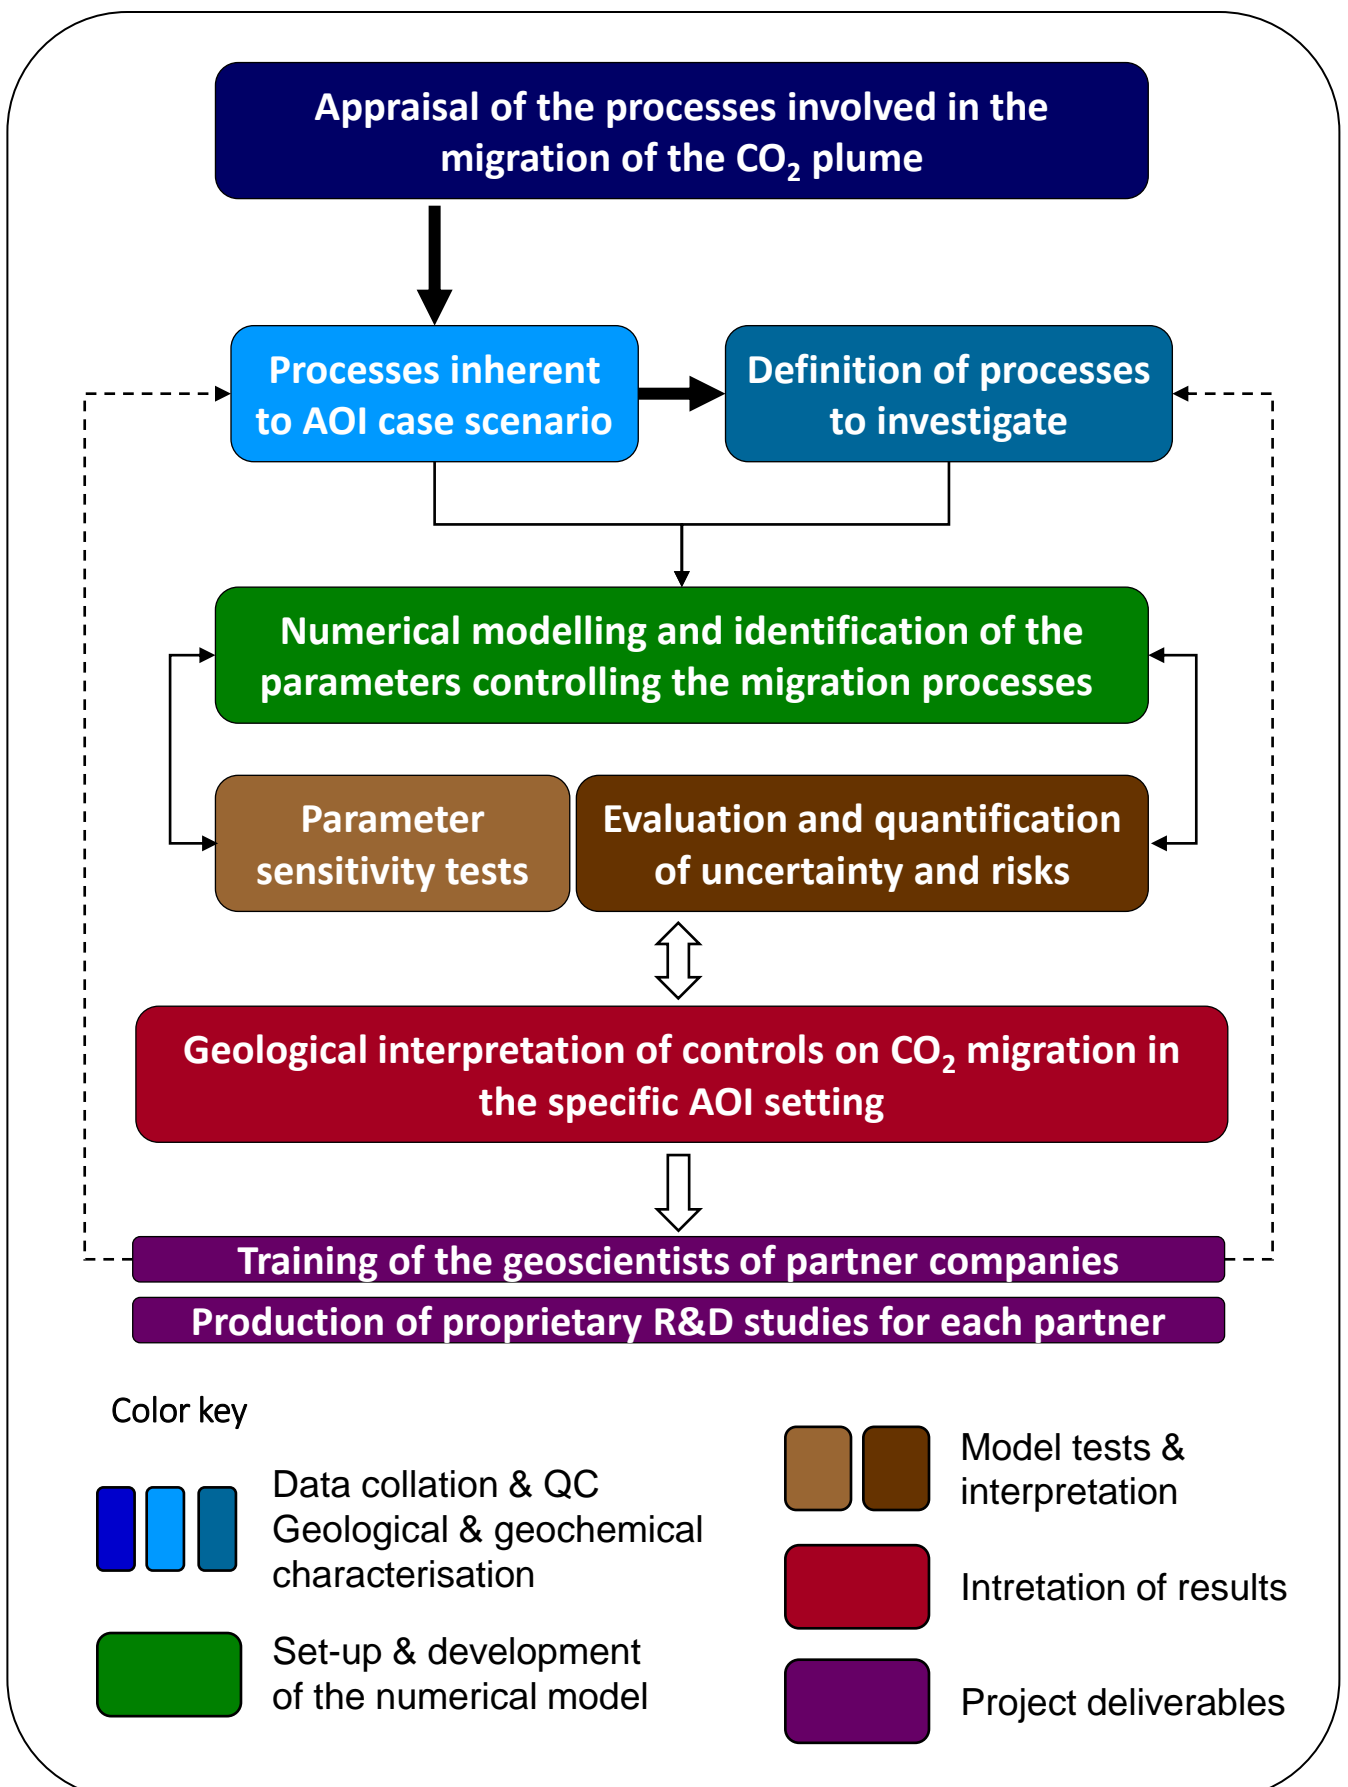 Appraisal of the processes involved in the
migration of the CO₂ plume
Processes inherent
to AOI case scenario
Definition of processes
to investigate
Numerical modelling and identification of the
parameters controlling the migration processes
Parameter
sensitivity tests
Evaluation and quantification
of uncertainty and risks
Geological interpretation of controls on CO₂ migration in
the specific AOI setting
Training of the geoscientists of partner companies
Production of proprietary R&D studies for each partner
Color key
Data collation & QC
Geological & geochemical
characterisation
Set-up & development
of the numerical model
Model tests &
interpretation
Intretation of results
Project deliverables